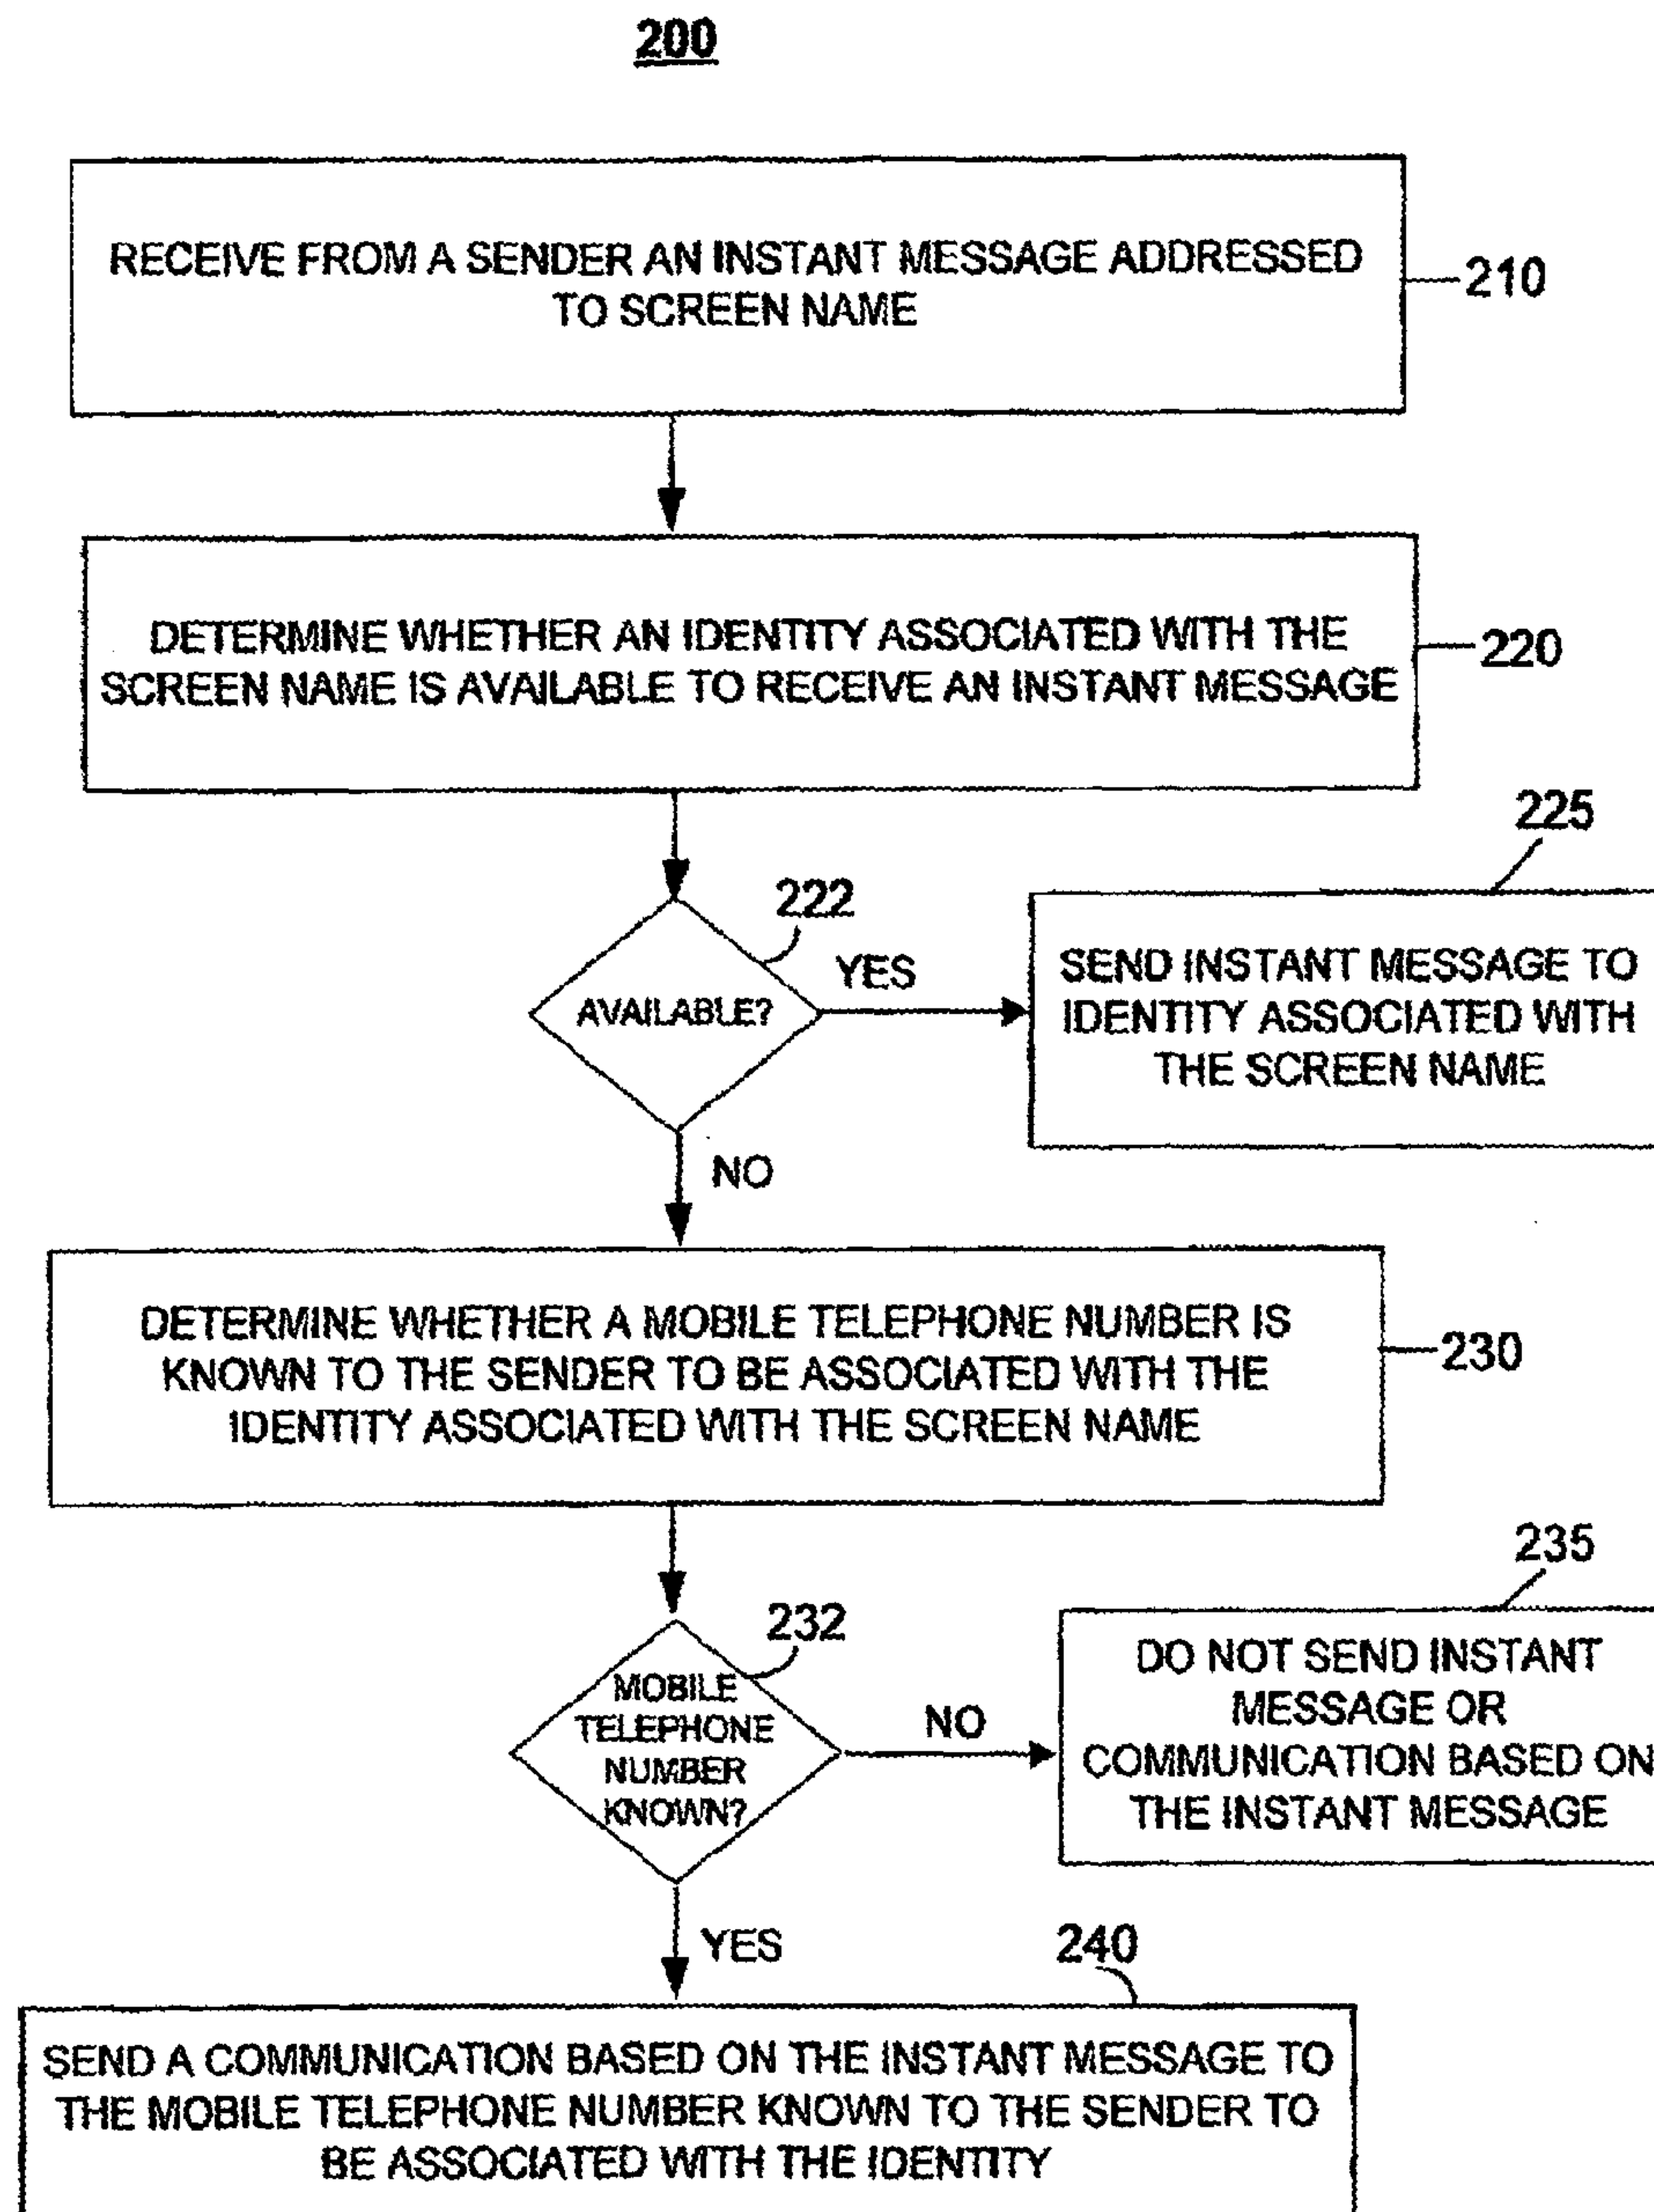 200
RECEIVE FROM A SENDER AN INSTANT MESSAGE ADDRESSED
TO SCREEN NAME
210
DETERMINE WHETHER AN IDENTITY ASSOCIATED WITH THE
SCREEN NAME IS AVAILABLE TO RECEIVE AN INSTANT MESSAGE
220
222
AVAILABLE?
YES
225
SEND INSTANT MESSAGE TO
IDENTITY ASSOCIATED WITH
THE SCREEN NAME
NO
DETERMINE WHETHER A MOBILE TELEPHONE NUMBER IS
KNOWN TO THE SENDER TO BE ASSOCIATED WITH THE
IDENTITY ASSOCIATED WITH THE SCREEN NAME
230
232
MOBILE
TELEPHONE
NUMBER
KNOWN?
NO
235
DO NOT SEND INSTANT
MESSAGE OR
COMMUNICATION BASED ON
THE INSTANT MESSAGE
YES
240
SEND A COMMUNICATION BASED ON THE INSTANT MESSAGE TO
THE MOBILE TELEPHONE NUMBER KNOWN TO THE SENDER TO
BE ASSOCIATED WITH THE IDENTITY